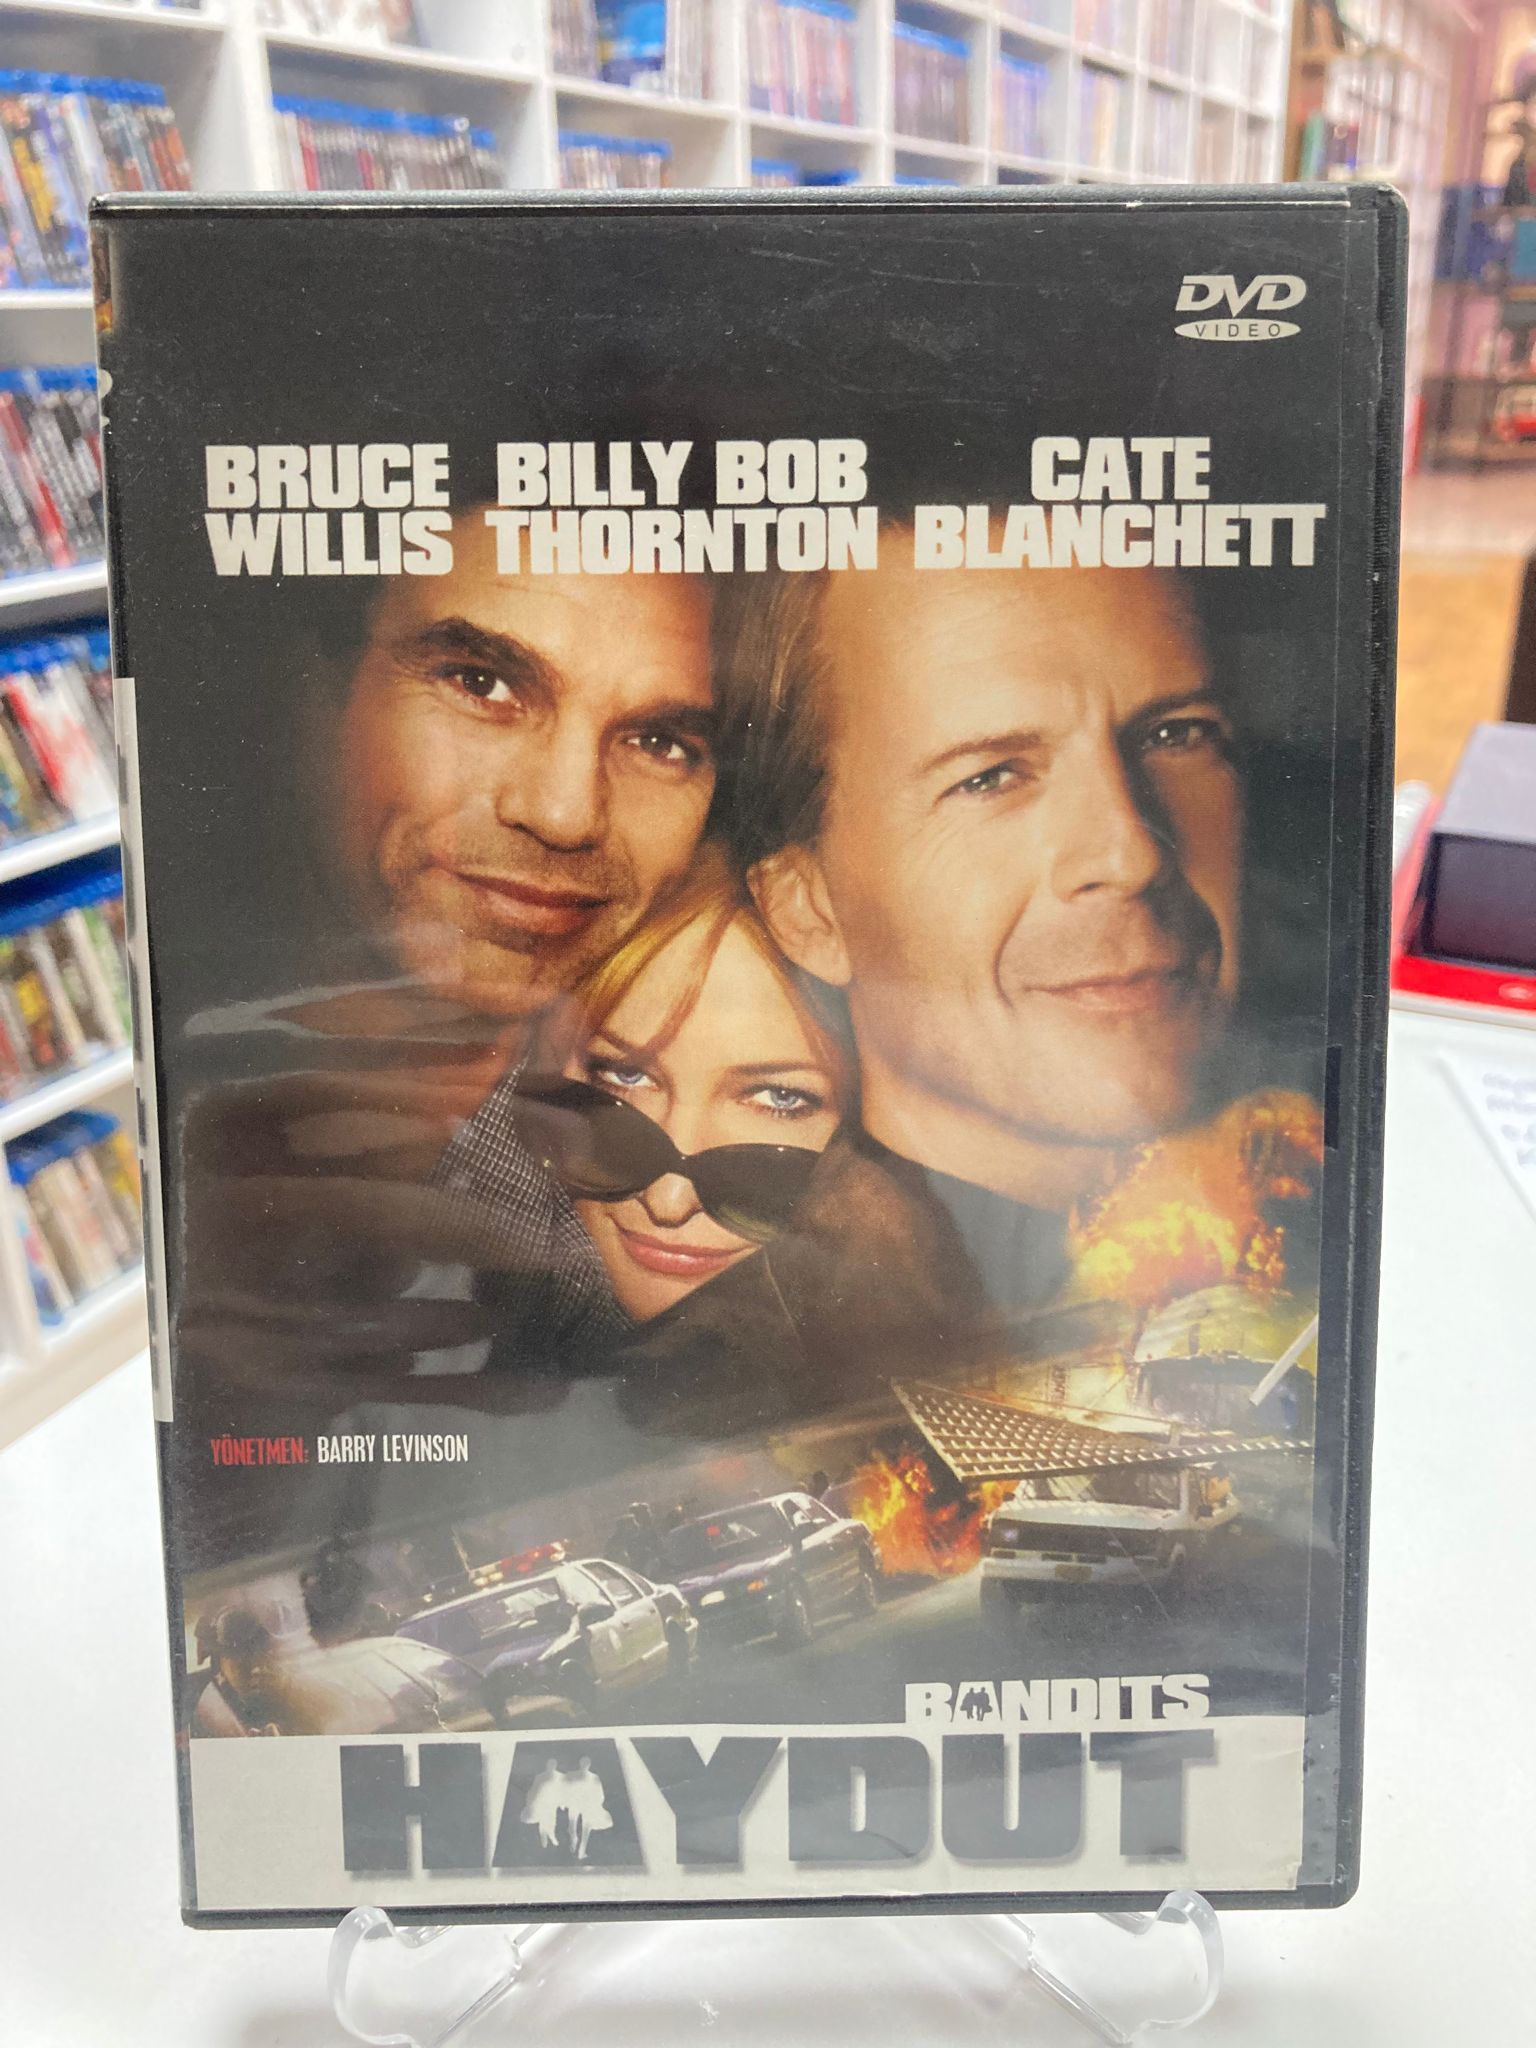 DVD
VIDEO
BRUCE WILLIS
BILLY BOB THORNTON
CATE BLANCHETT
YÖNETMEN: BARRY LEVINSON
BANDITS
HAYDUT